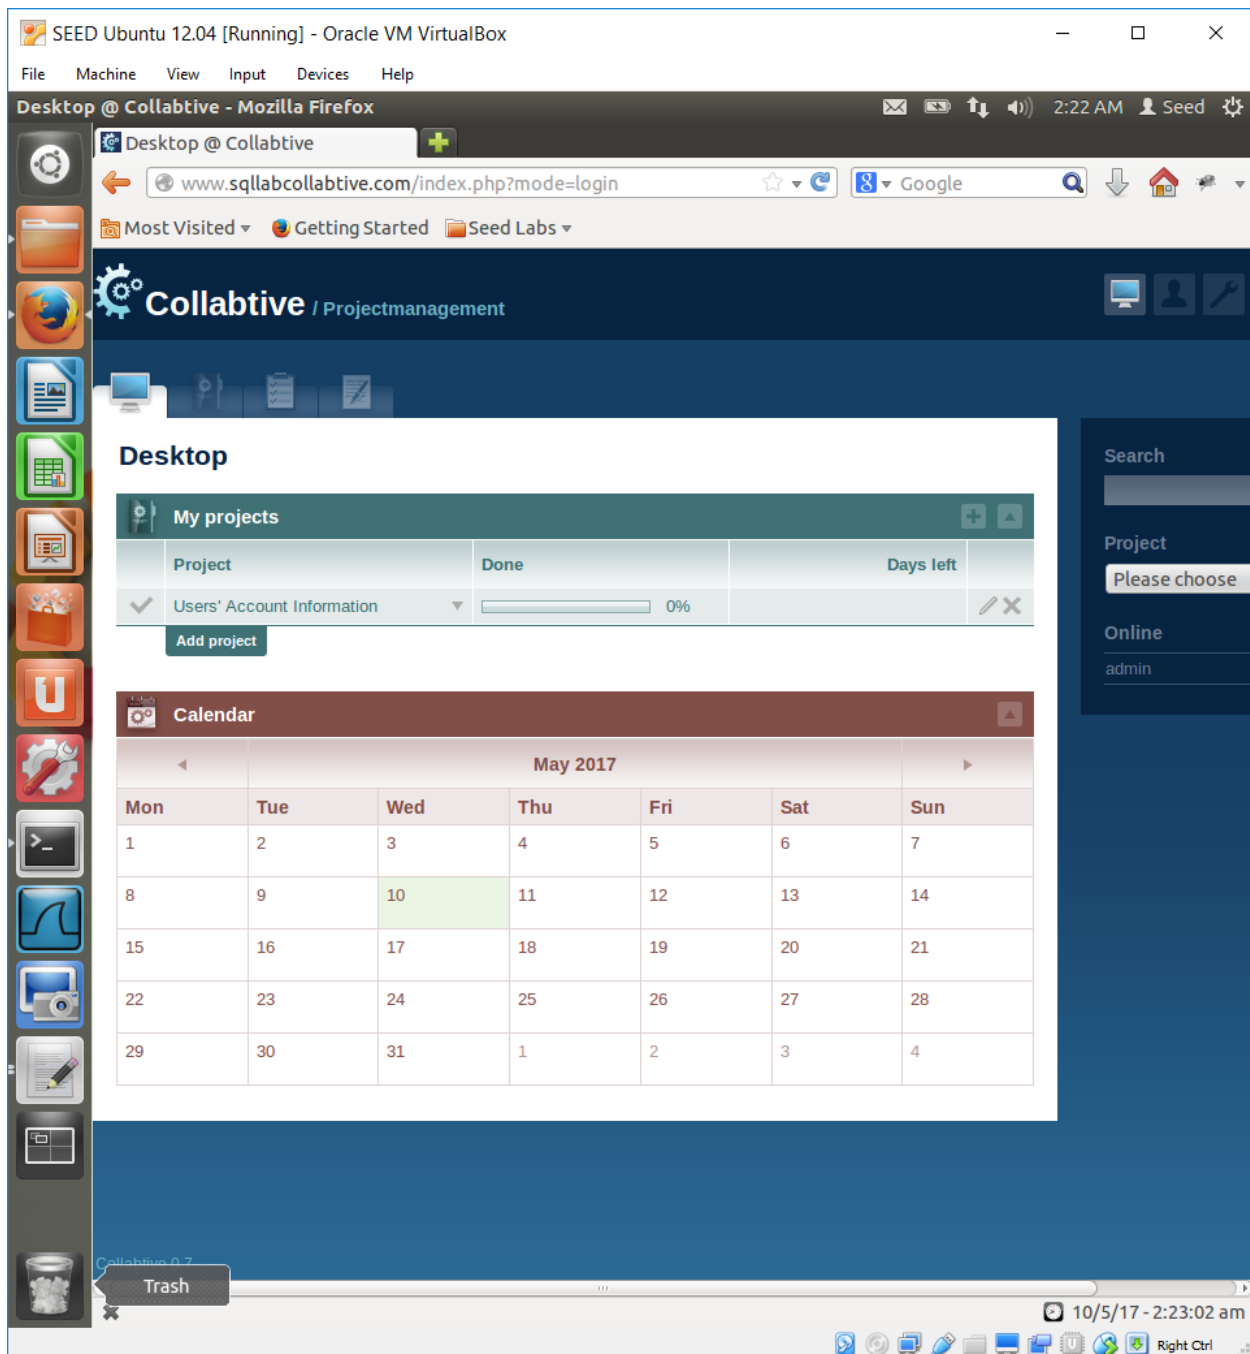 SEED Ubuntu 12.04 [Running] - Oracle VM VirtualBox
File Machine View Input Devices Help
Desktop @ Collabtive - Mozilla Firefox 2:22 AM Seed
Desktop @ Collabtive
www.sqllabcollabtive.com/index.php?mode=login 8 Google
Most Visited Getting Started Seed Labs
Collabtive / Projectmanagement
Desktop
My projects
Project Done Days left
Users' Account Information 0%
Add project
Calendar
May 2017
Mon Tue Wed Thu Fri Sat Sun
1 2 3 4 5 6 7
8 9 10 11 12 13 14
15 16 17 18 19 20 21
22 23 24 25 26 27 28
29 30 31 1 2 3 4
Search
Project
Please choose
Online
admin
Collabtive 0.7
Trash
10/5/17 - 2:23:02 am
Right Ctrl